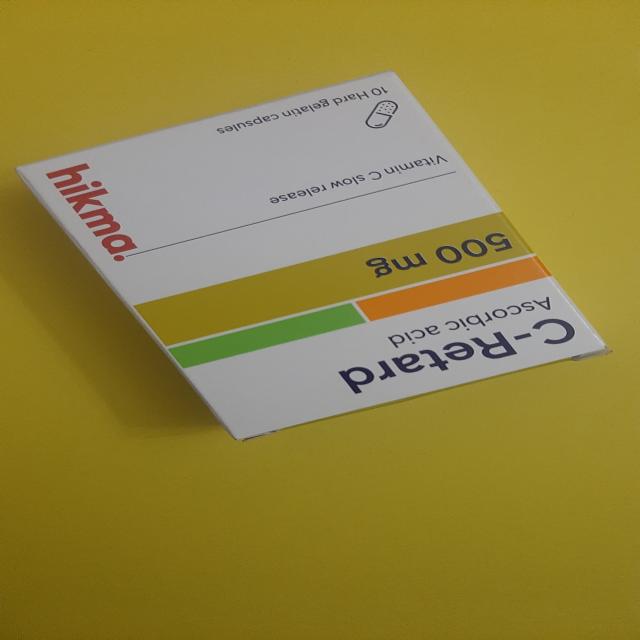 C-Retard
Ascorbic acid
500 mg
Vitamin C slow release
10 Hard gelatin capsules
hikma.